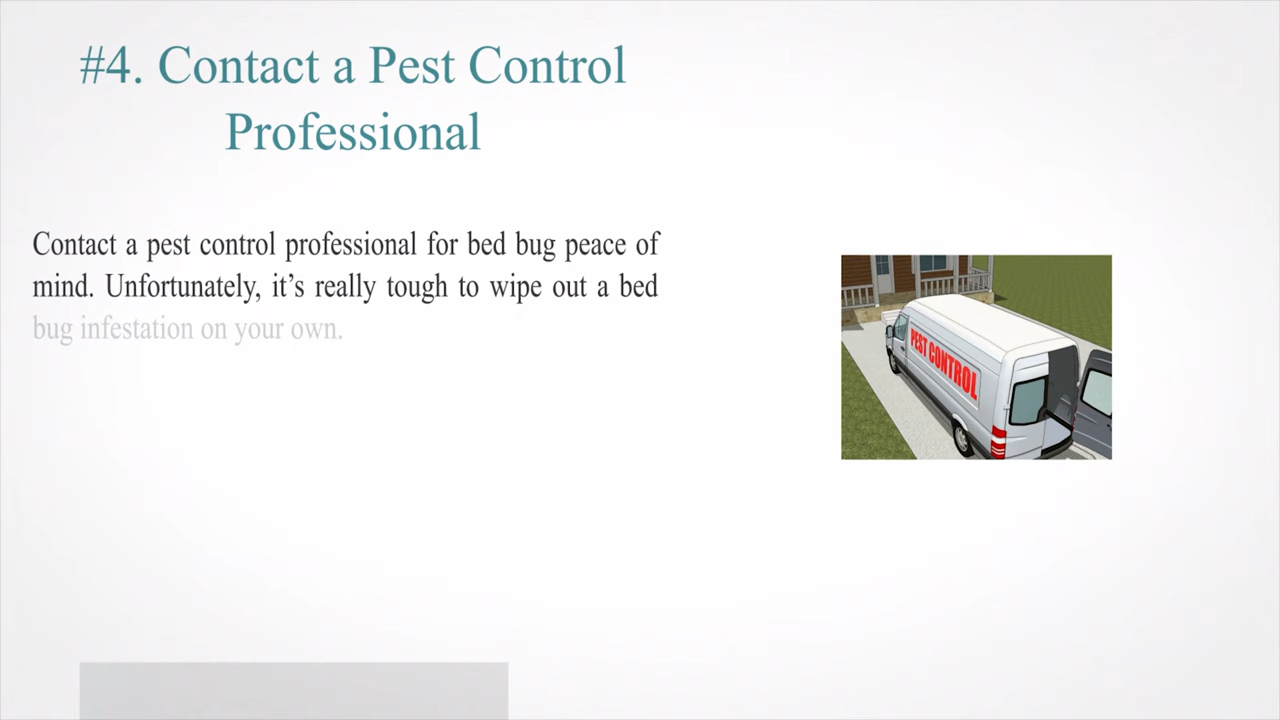 #4. Contact a Pest Control
Professional
Contact a pest control professional for bed bug peace of
mind. Unfortunately, it’s really tough to wipe out a bed
bug infestation on your own.
PEST CONTROL